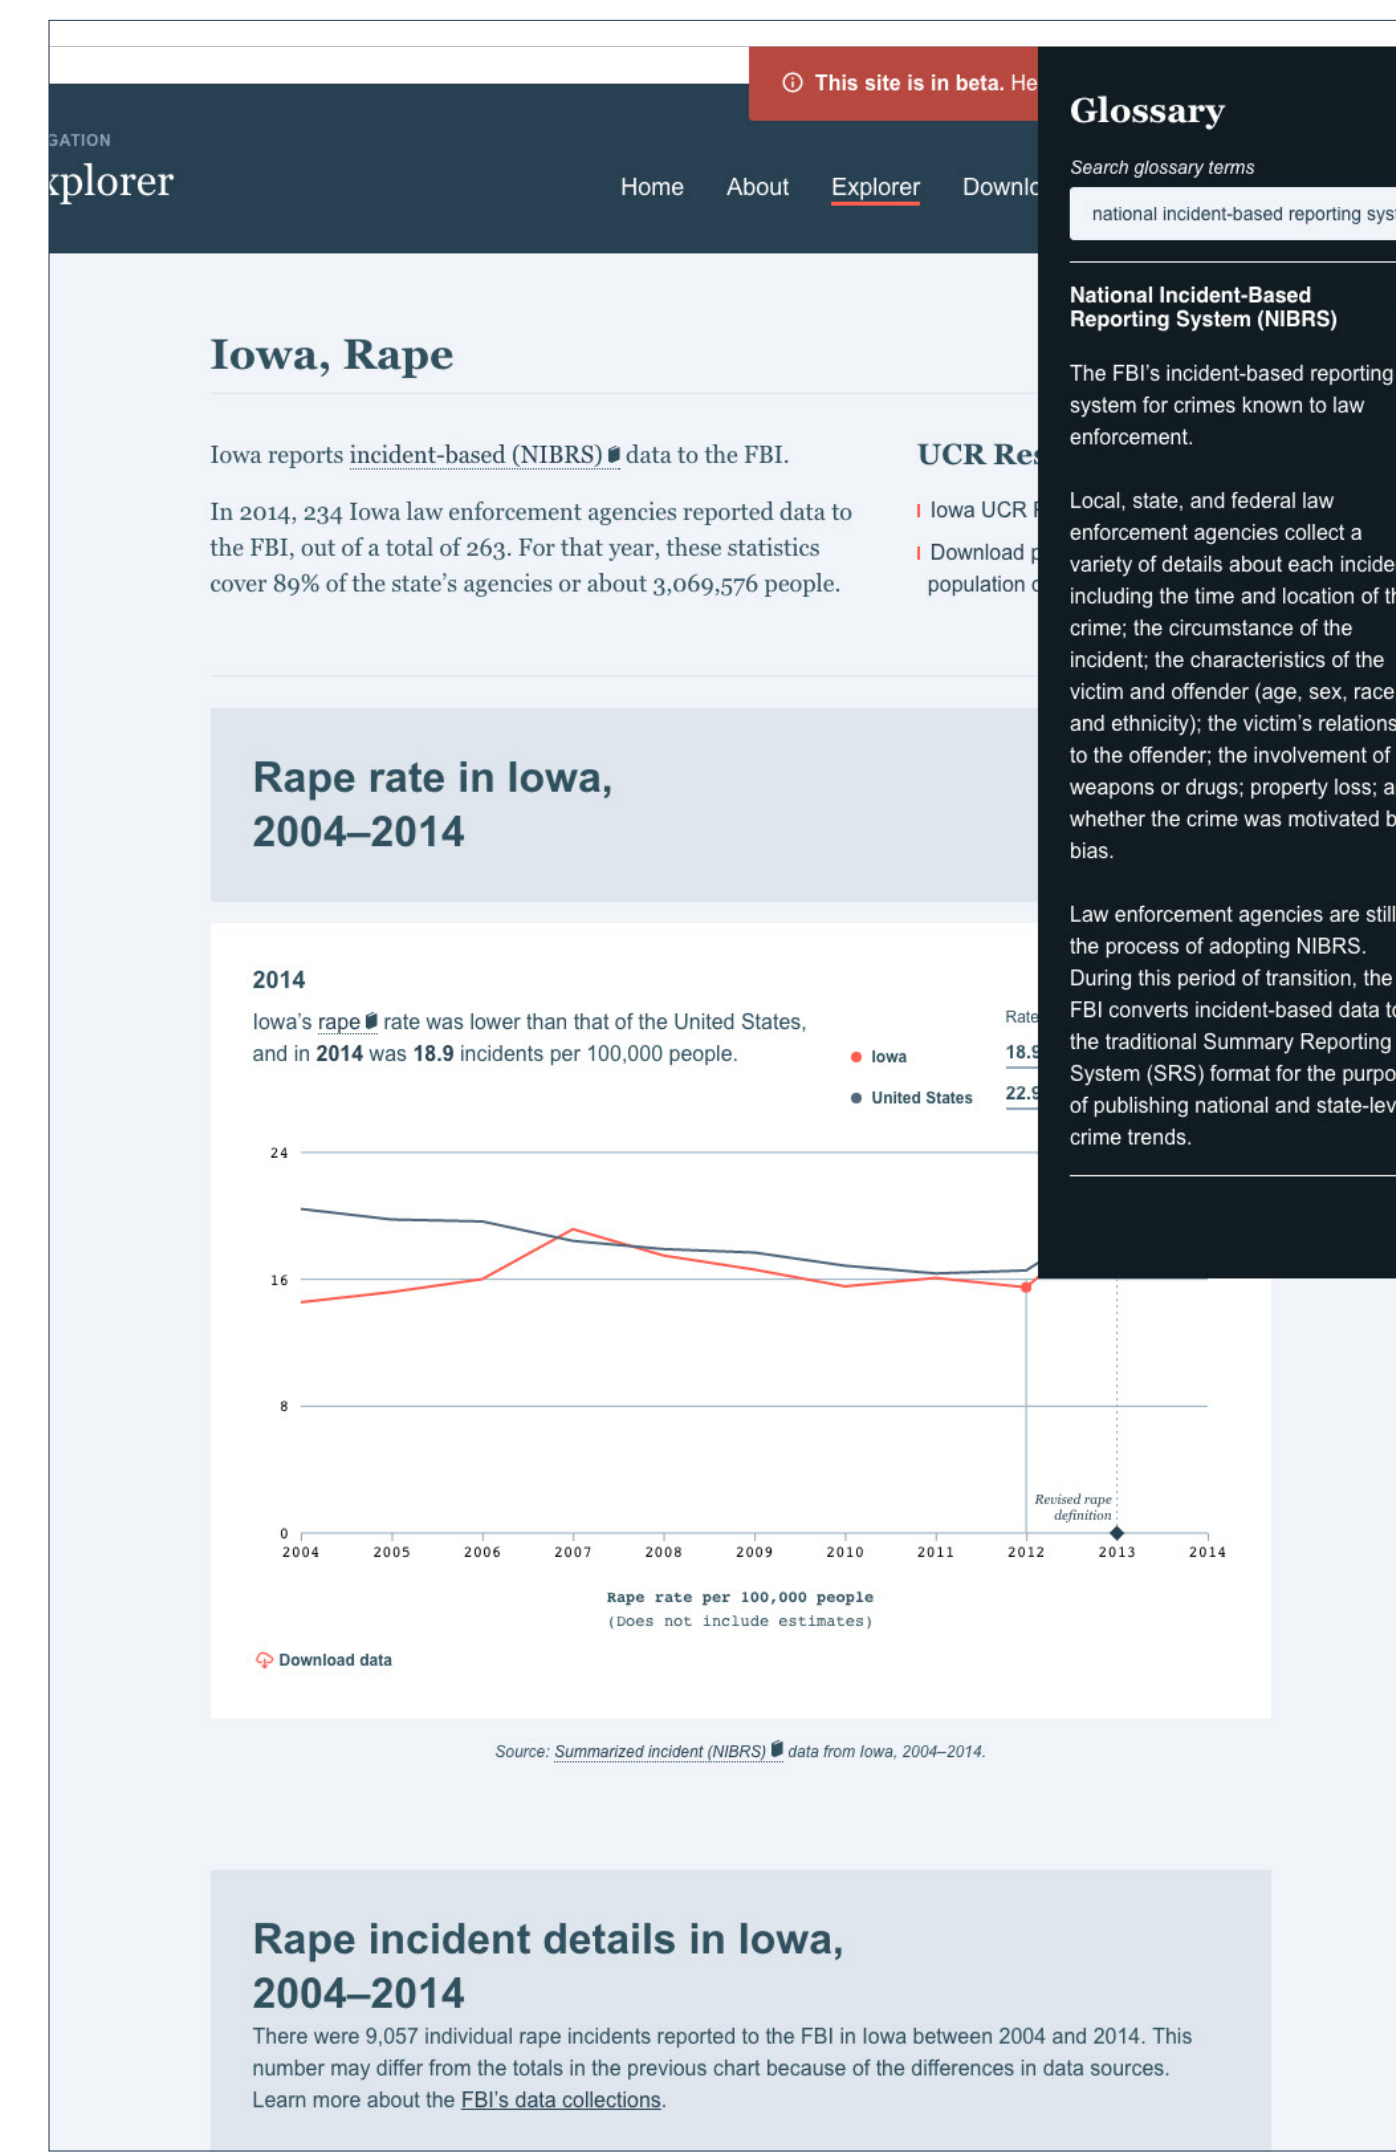 This site is in beta.
GATION
xplorer
Home About Explorer
Iowa, Rape
Iowa reports incident-based (NIBRS) data to the FBI.
In 2014, 234 Iowa law enforcement agencies reported data to
the FBI, out of a total of 263. For that year, these statistics
cover 89% of the state's agencies or about 3,069,576 people.
UCR
Iowa UCR
Download
population
Rape rate in Iowa,
2004–2014
2014
Iowa's rape rate was lower than that of the United States,
and in 2014 was 18.9 incidents per 100,000 people.
Rate
Iowa 18.9
United States 22.9
24
16
8
0
2004 2005 2006 2007 2008 2009 2010 2011 2012 2013 2014
Revised rape
definition
Rape rate per 100,000 people
(Does not include estimates)
Download data
Source: Summarized incident (NIBRS) data from Iowa, 2004–2014.
Rape incident details in Iowa,
2004–2014
There were 9,057 individual rape incidents reported to the FBI in Iowa between 2004 and 2014. This
number may differ from the totals in the previous chart because of the differences in data sources.
Learn more about the FBI's data collections.
Glossary
Search glossary terms
national incident-based reporting
National Incident-Based
Reporting System (NIBRS)
The FBI's incident-based reporting
system for crimes known to law
enforcement.
Local, state, and federal law
enforcement agencies collect a
variety of details about each
including the time and location of
crime; the circumstance of the
incident; the characteristics of the
victim and offender (age, sex, race
and ethnicity); the victim's
to the offender; the involvement of
weapons or drugs; property loss;
whether the crime was motivated
bias.
Law enforcement agencies are still
the process of adopting NIBRS.
During this period of transition, the
FBI converts incident-based data
the traditional Summary Reporting
System (SRS) format for the
of publishing national and
crime trends.